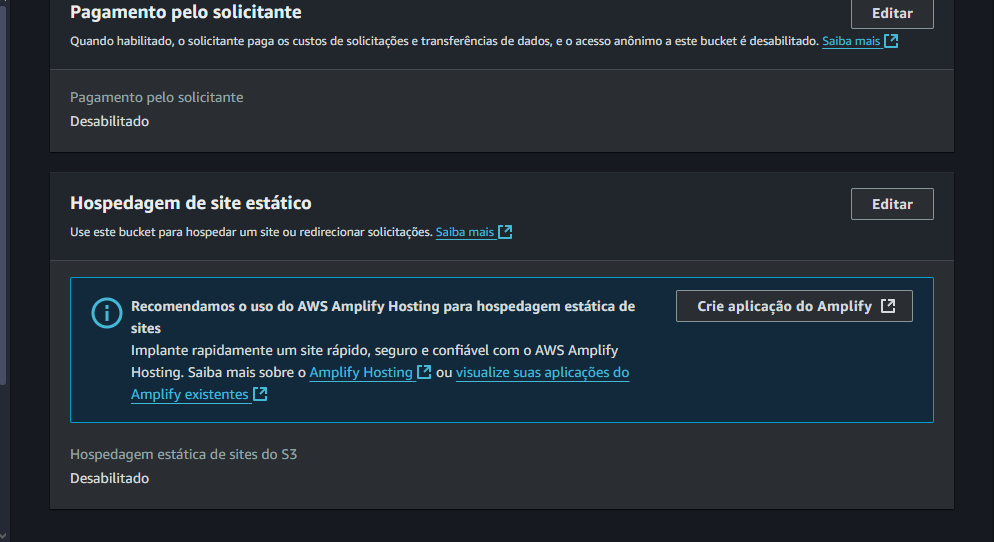 Pagamento pelo solicitante
Editar
Quando habilitado, o solicitante paga os custos de solicitações e transferências de dados, e o acesso anônimo a este bucket é desabilitado. Saiba mais
Pagamento pelo solicitante
Desabilitado
Hospedagem de site estático
Editar
Use este bucket para hospedar um site ou redirecionar solicitações. Saiba mais
Recomendamos o uso do AWS Amplify Hosting para hospedagem estática de
sites
Crie aplicação do Amplify
Implante rapidamente um site rápido, seguro e confiável com o AWS Amplify
Hosting. Saiba mais sobre o Amplify Hosting ou visualize suas aplicações do
Amplify existentes
Hospedagem estática de sites do S3
Desabilitado